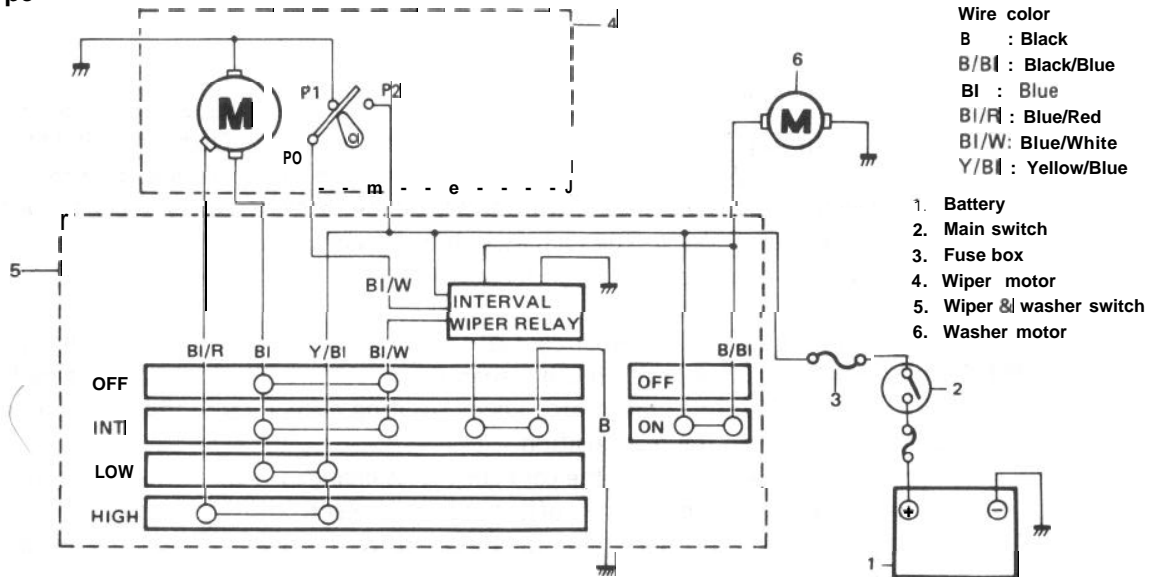 4
Wire color
B : Black
B/Bl : Black/Blue
Bl : Blue
Bl/R : Blue/Red
Bl/W: Blue/White
Y/Bl : Yellow/Blue
6
M
P1
P2
a
P0
M
1. Battery
2. Main switch
3. Fuse box
4. Wiper motor
5. Wiper & washer switch
6. Washer motor
5
Bl/W
INTERVAL
WIPER RELAY
Bl/R Bl Y/Bl Bl/W B/Bl
OFF
OFF
3
2
INT
B
ON
LOW
HIGH
+
-
1